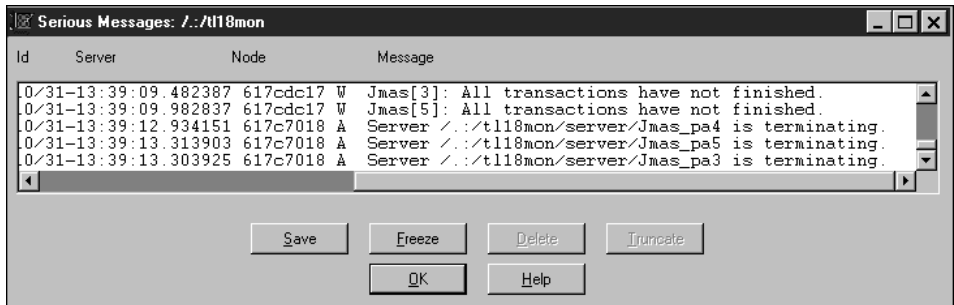 Serious Messages: /.:/tl18mon
Id Server Node Message
.0/31-13:39:09.482387 617cdc17 W Jmas[3]: All transactions have not finished.
.0/31-13:39:09.982837 617cdc17 W Jmas[5]: All transactions have not finished.
.0/31-13:39:12.934151 617c7018 A Server /.:/tl18mon/server/Jmas_pa4 is terminating.
.0/31-13:39:13.313903 617c7018 A Server /.:/tl18mon/server/Jmas_pa5 is terminating.
.0/31-13:39:13.303925 617c7018 A Server /.:/tl18mon/server/Jmas_pa3 is terminating.
Save Freeze Delete Truncate
OK Help